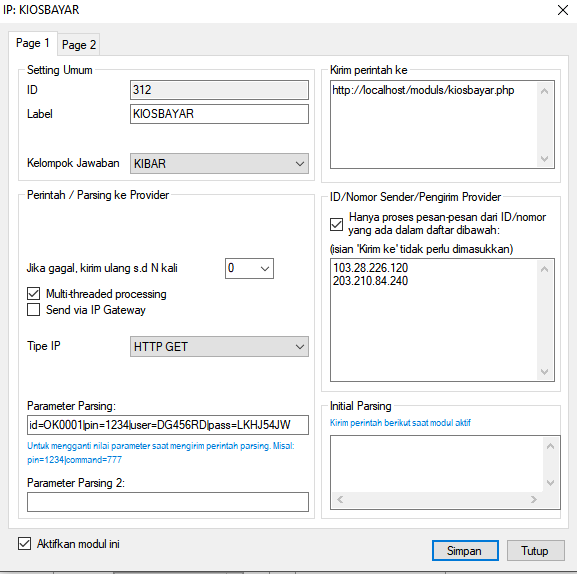 IP: KIOSBAYAR
Page 1
Page 2
Setting Umum
ID
312
Label
KIOSBAYAR
Kelompok Jawaban
KIBAR
Perintah / Parsing ke Provider
Jika gagal, kirim ulang s.d N kali
0
Multi-threaded processing
Send via IP Gateway
Tipe IP
HTTP GET
Parameter Parsing:
id=OK0001|pin=1234|user=DG456RD|pass=LKHJ54JW
Untuk mengganti nilai parameter saat mengirim perintah parsing. Misal:
pin=1234|command=777
Parameter Parsing 2:
Kirim perintah ke
http://localhost/moduls/kiosbayar.php
ID/Nomor Sender/Pengirim Provider
Hanya proses pesan-pesan dari ID/nomor
yang ada dalam daftar dibawah:
(isian 'Kirim ke' tidak perlu dimasukkan)
103.28.226.120
203.210.84.240
Initial Parsing
Kirim perintah berikut saat modul aktif
Aktifkan modul ini
Simpan
Tutup